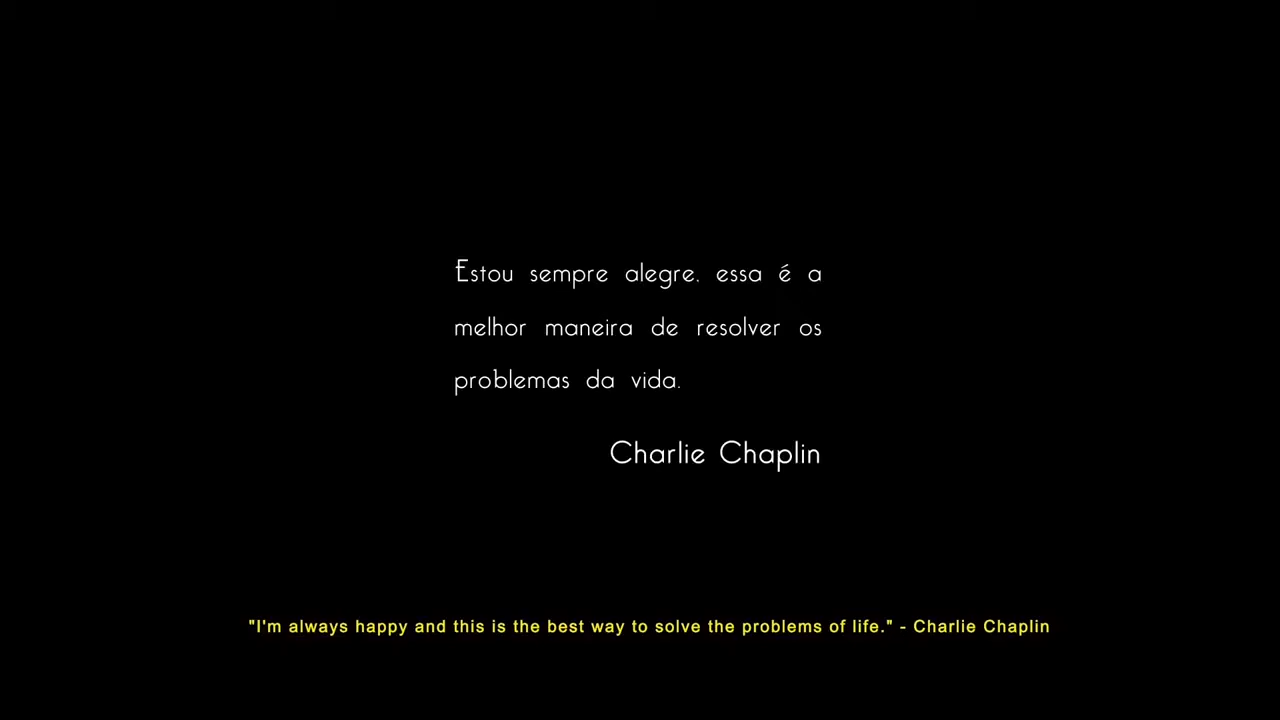 Estou sempre alegre, essa é a
melhor maneira de resolver os
problemas da vida.
Charlie Chaplin
"I'm always happy and this is the best way to solve the problems of life." - Charlie Chaplin